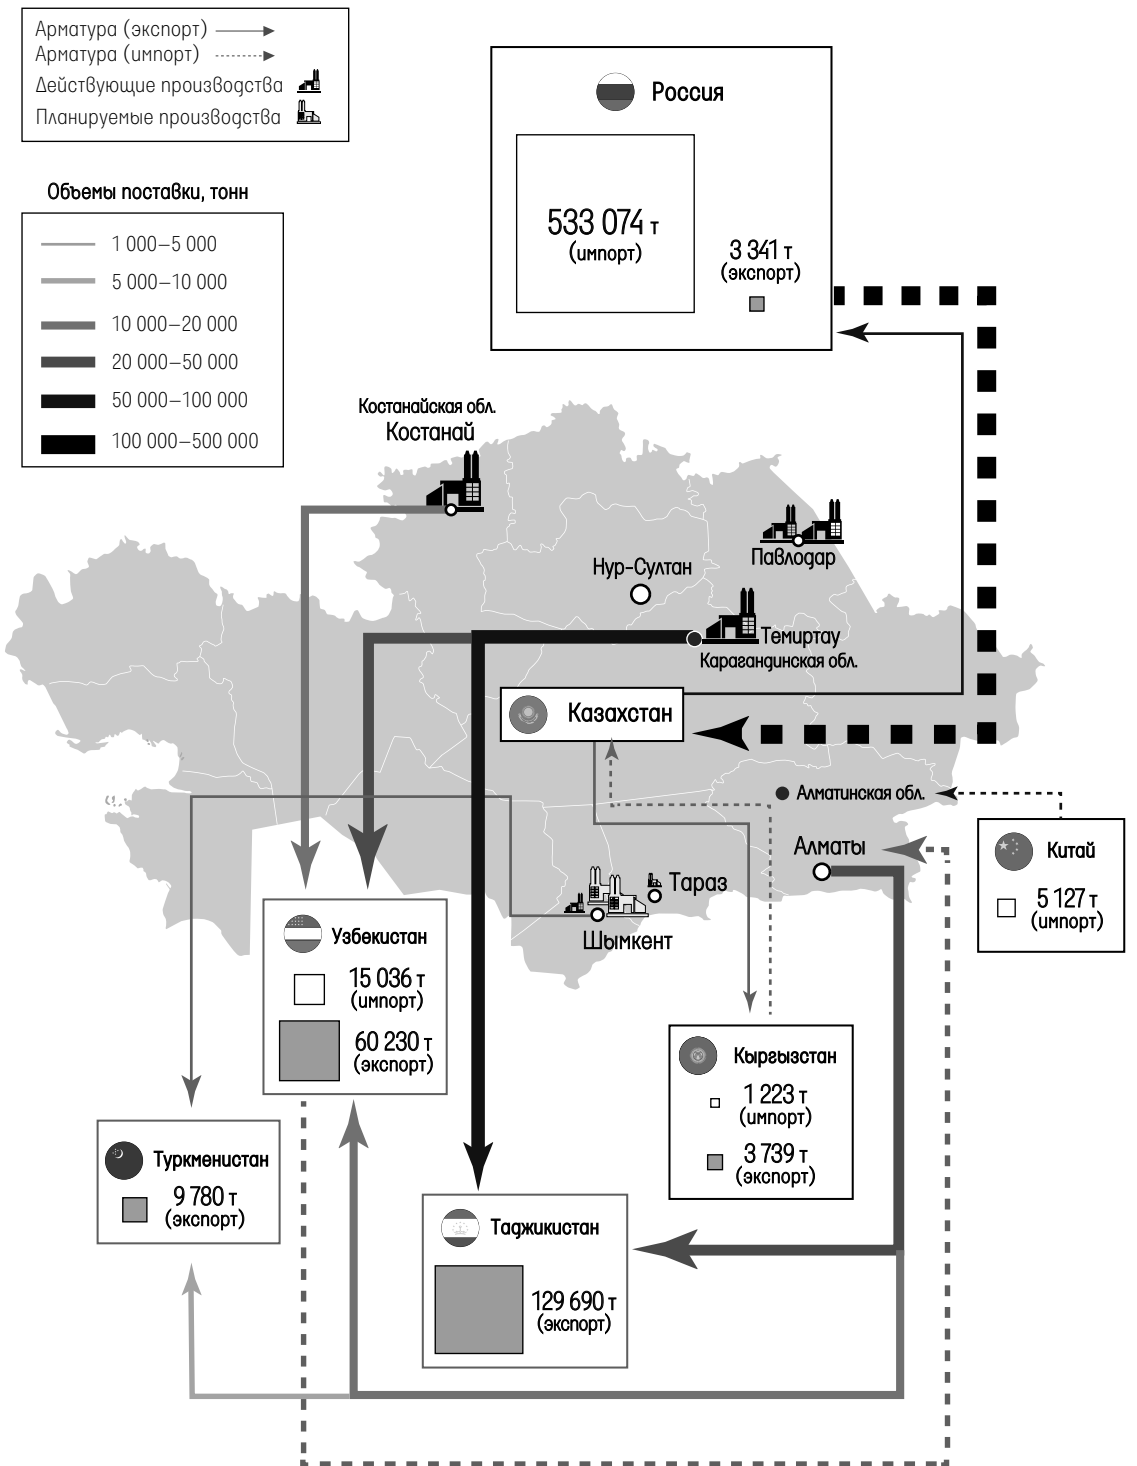 Арматура (экспорт)
Арматура (импорт)
Действующие производства
Планируемые производства
Объемы поставки, тонн
1 000–5 000
5 000–10 000
10 000–20 000
20 000–50 000
50 000–100 000
100 000–500 000
Россия
533 074 т
(импорт)
3 341 т
(экспорт)
Костанайская обл.
Костанай
Павлодар
Нур-Султан
Темиртау
Карагандинская обл.
Казахстан
Алматинская обл.
Алматы
Китай
5 127 т
(импорт)
Тараз
Шымкент
Узбекистан
15 036 т
(импорт)
60 230 т
(экспорт)
Кыргызстан
1 223 т
(импорт)
3 739 т
(экспорт)
Туркменистан
9 780 т
(экспорт)
Таджикистан
129 690 т
(экспорт)